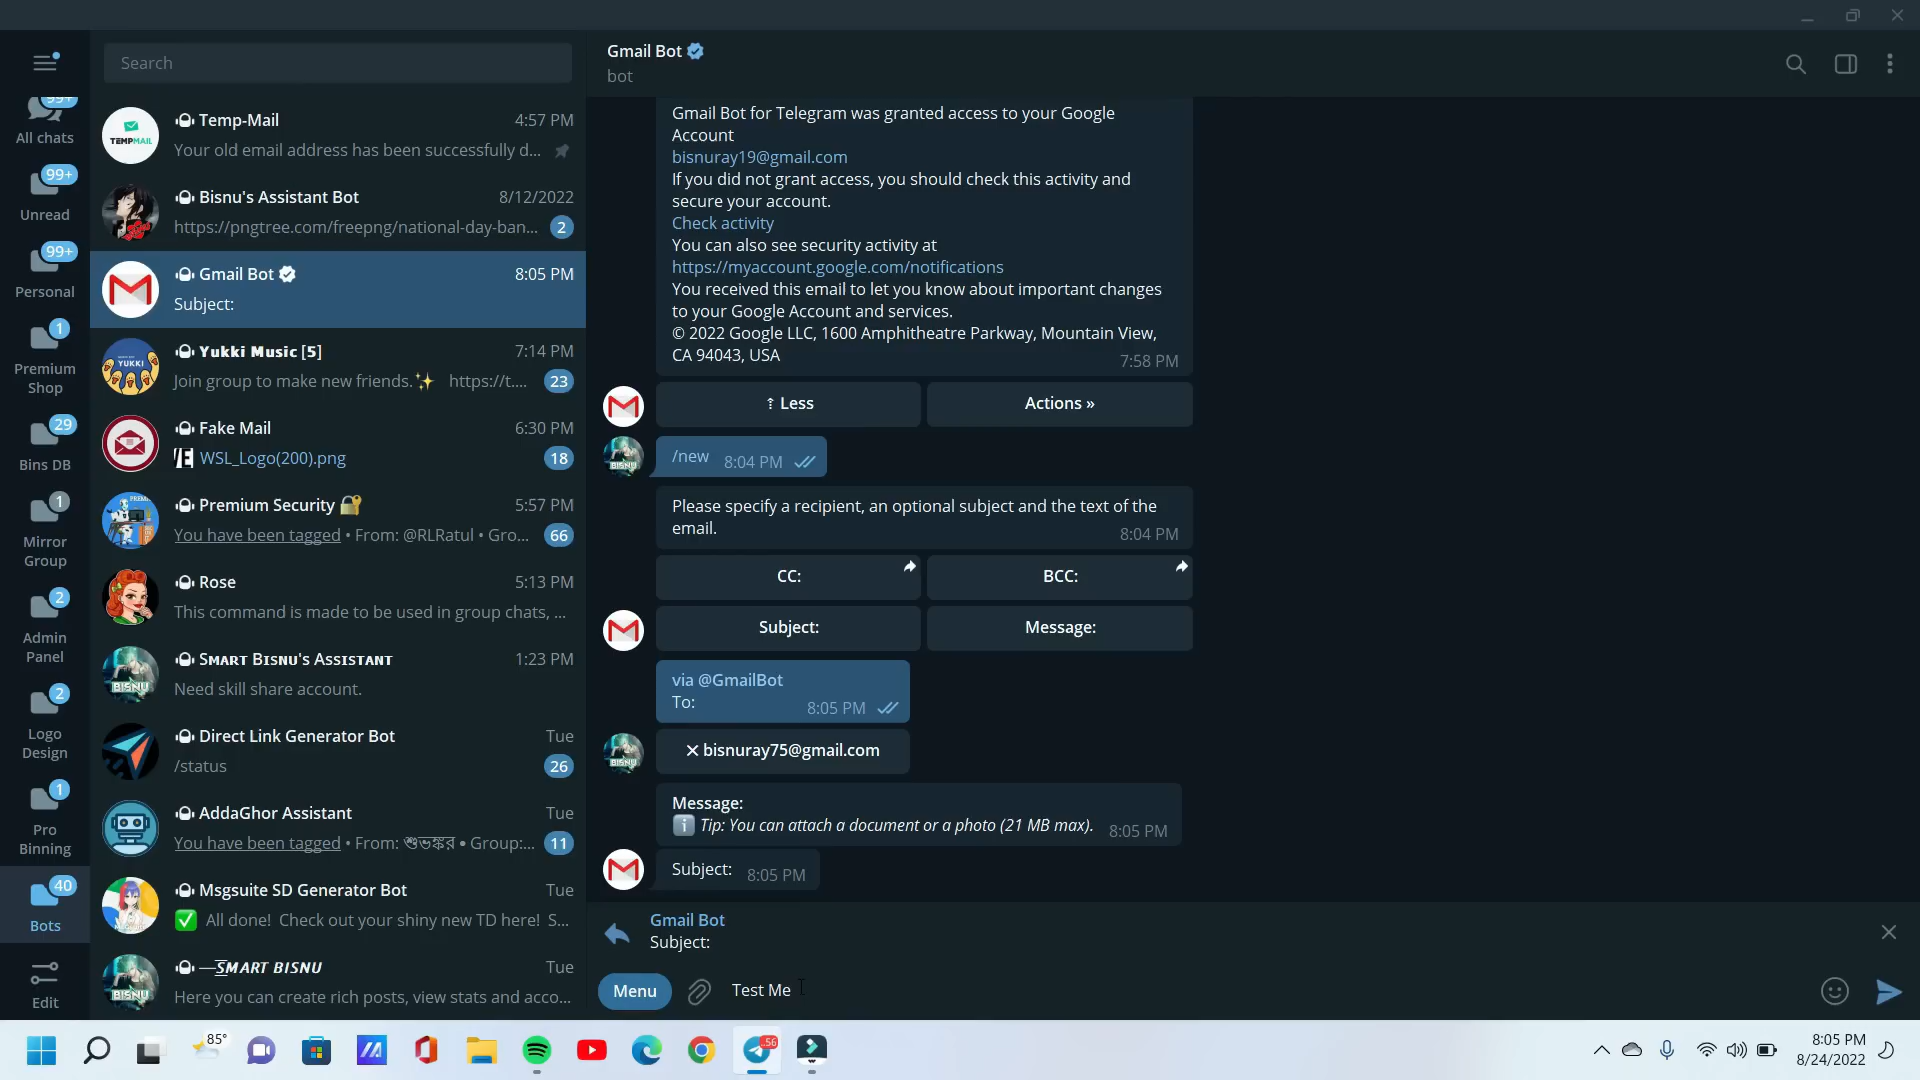 Search
Gmail Bot
bot
99+
All chats
99+
Unread
99+
Personal
1
Premium
Shop
29
Bins DB
1
Mirror
Group
2
Admin
Panel
2
Logo
Design
1
Pro
Binning
40
Bots
Edit
TEMPMAIL
Temp-Mail 4:57 PM
Your old email address has been successfully d...
Bisnu's Assistant Bot 8/12/2022
https://pngtree.com/freepng/national-day-ban... 2
Gmail Bot 8:05 PM
Subject:
YUKKI
Yukki Music [5] 7:14 PM
Join group to make new friends.✨ https://t.... 23
Fake Mail 6:30 PM
WSL_Logo(200).png 18
Premium Security 🔐 5:57 PM
You have been tagged • From: @RLRatul • Gro... 66
Rose 5:13 PM
This command is made to be used in group chats, ...
BISNU
Smart Bisnu's Assistant 1:23 PM
Need skill share account.
Direct Link Generator Bot Tue
/status 26
AddaGhor Assistant Tue
You have been tagged • From: শুভঙ্কর • Group:... 11
Msgsuite SD Generator Bot Tue
✅ All done! Check out your shiny new TD here! S...
BISNU
—SMART BISNU Tue
Here you can create rich posts, view stats and acco...
Gmail Bot for Telegram was granted access to your Google
Account
bisnuray19@gmail.com
If you did not grant access, you should check this activity and
secure your account.
Check activity
You can also see security activity at
https://myaccount.google.com/notifications
You received this email to let you know about important changes
to your Google Account and services.
© 2022 Google LLC, 1600 Amphitheatre Parkway, Mountain View,
CA 94043, USA 7:58 PM
⇡ Less Actions »
BISNU
/new 8:04 PM
Please specify a recipient, an optional subject and the text of the
email. 8:04 PM
CC: BCC:
Subject: Message:
via @GmailBot
To: 8:05 PM
BISNU
✕ bisnuray75@gmail.com
Message:
ℹ️ Tip: You can attach a document or a photo (21 MB max). 8:05 PM
Subject: 8:05 PM
Gmail Bot
Subject:
Menu Test Me
85°
56
8:05 PM
8/24/2022